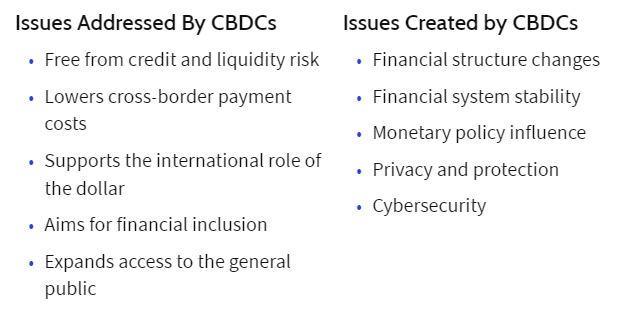 Issues Addressed By CBDCs
• Free from credit and liquidity risk
• Lowers cross-border payment
costs
• Supports the international role of
the dollar
• Aims for financial inclusion
• Expands access to the general
public
Issues Created by CBDCs
• Financial structure changes
• Financial system stability
• Monetary policy influence
• Privacy and protection
• Cybersecurity